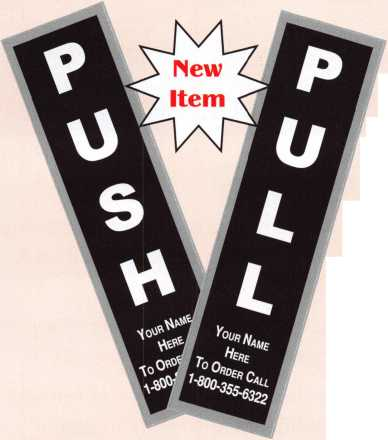 P
U
S
H
YOUR NAME
HERE
TO ORDER
1-800-
New
Item
P
U
L
L
YOUR NAME
HERE
TO ORDER CALL
1-800-355-6322